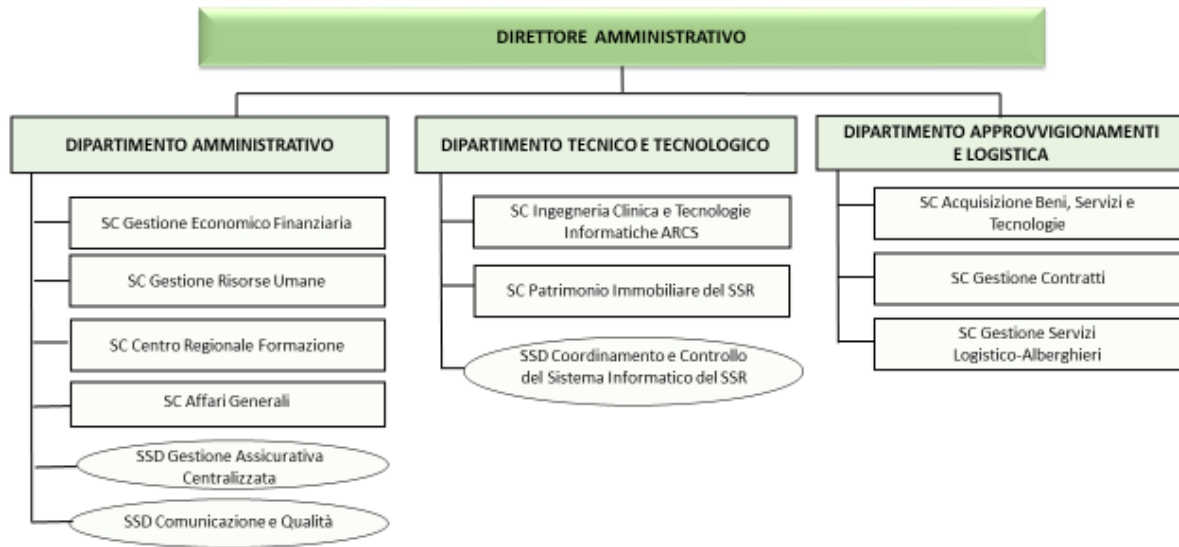 DIRETTORE AMMINISTRATIVO
DIPARTIMENTO AMMINISTRATIVO
SC Gestione Economico Finanziaria
SC Gestione Risorse Umane
SC Centro Regionale Formazione
SC Affari Generali
SSD Gestione Assicurativa
Centralizzata
SSD Comunicazione e Qualità
DIPARTIMENTO TECNICO E TECNOLOGICO
SC Ingegneria Clinica e Tecnologie
Informatiche ARCS
SC Patrimonio Immobiliare del SSR
SSD Coordinamento e Controllo
del Sistema Informatico del SSR
DIPARTIMENTO APPROVVIGIONAMENTI
E LOGISTICA
SC Acquisizione Beni, Servizi e
Tecnologie
SC Gestione Contratti
SC Gestione Servizi
Logistico-Alberghieri